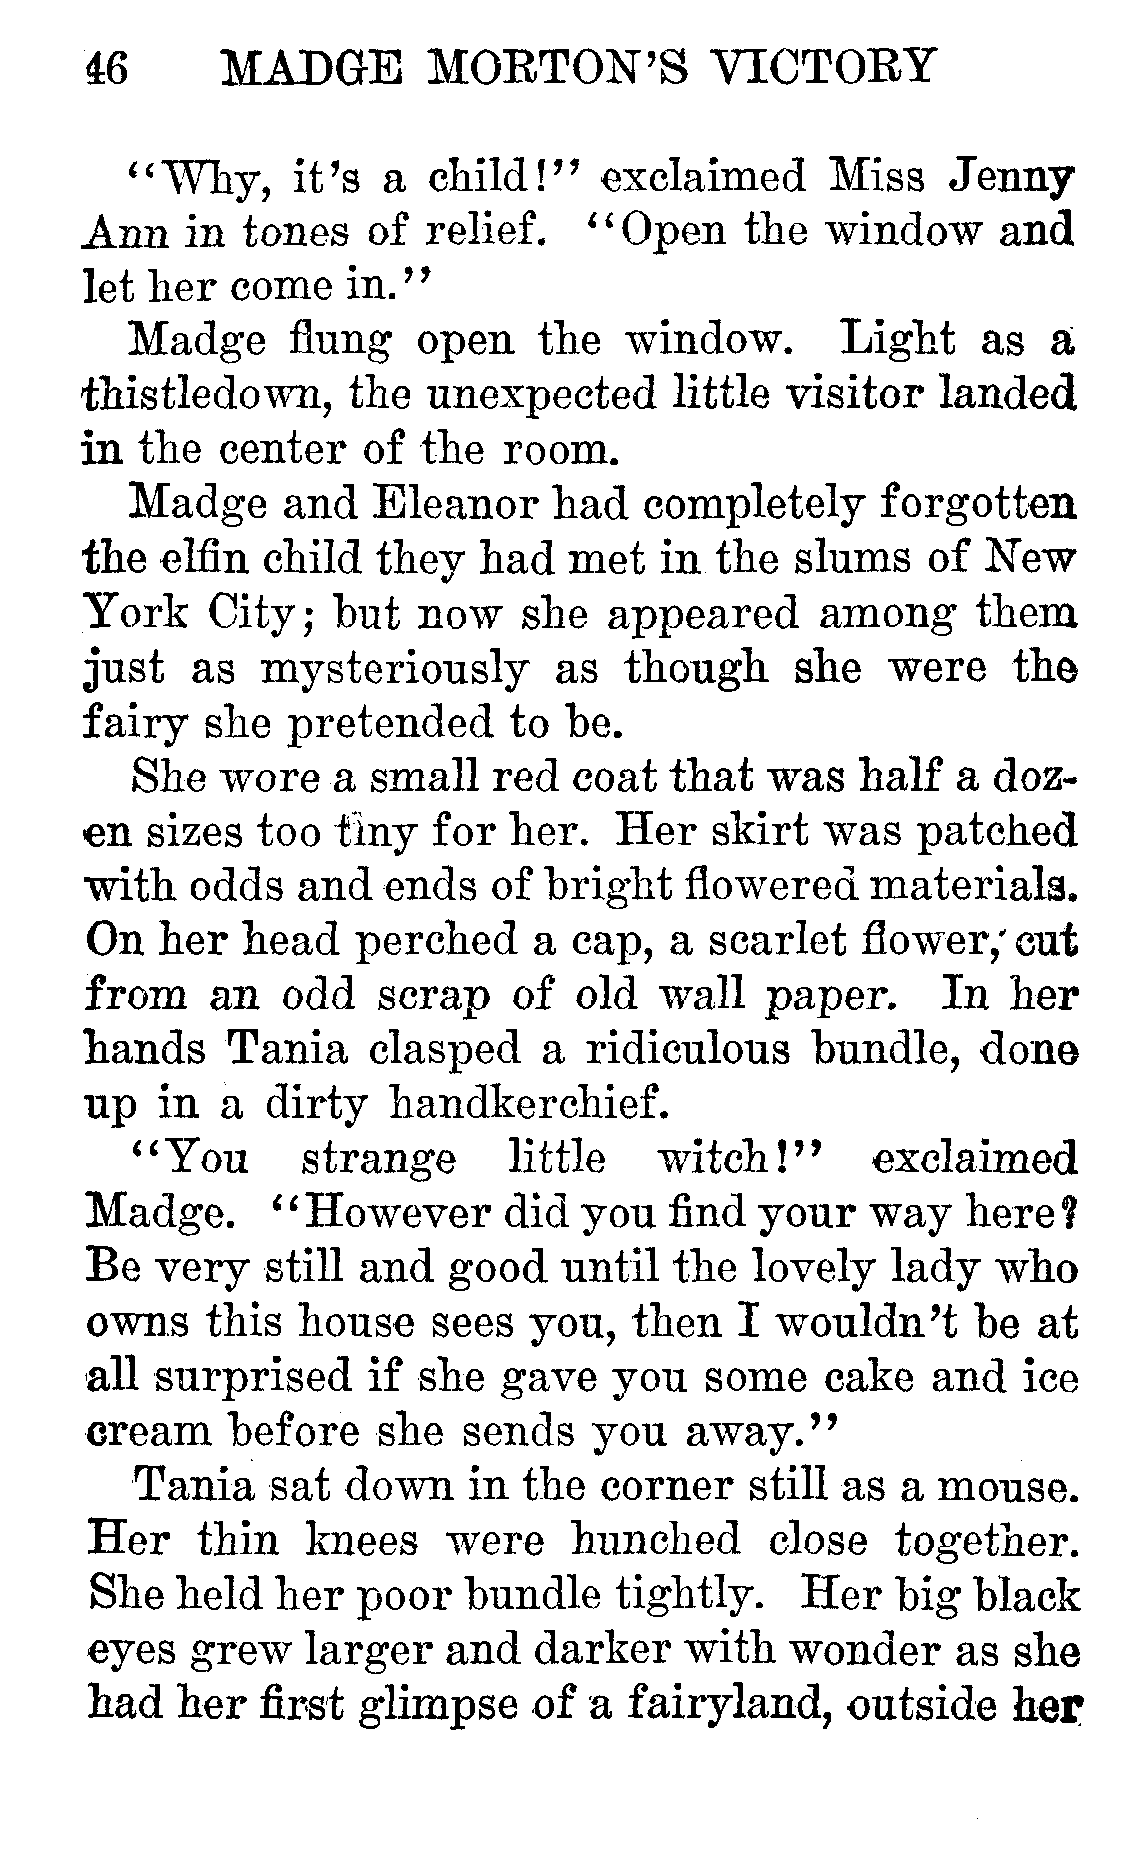 46 MADGE MORTON'S VICTORY
"Why, it's a child!" exclaimed Miss Jenny
Ann in tones of relief. "Open the window and
let her come in."
Madge flung open the window. Light as a
thistledown, the unexpected little visitor landed
in the center of the room.
Madge and Eleanor had completely forgotten
the elfin child they had met in the slums of New
York City; but now she appeared among them
just as mysteriously as though she were the
fairy she pretended to be.
She wore a small red coat that was half a doz-
en sizes too tiny for her. Her skirt was patched
with odds and ends of bright flowered materials.
On her head perched a cap, a scarlet flower, cut
from an odd scrap of old wall paper. In her
hands Tania clasped a ridiculous bundle, done
up in a dirty handkerchief.
"You strange little witch!" exclaimed
Madge. "However did you find your way here?
Be very still and good until the lovely lady who
owns this house sees you, then I wouldn't be at
all surprised if she gave you some cake and ice
cream before she sends you away."
Tania sat down in the corner still as a mouse.
Her thin knees were hunched close together.
She held her poor bundle tightly. Her big black
eyes grew larger and darker with wonder as she
had her first glimpse of a fairyland, outside her